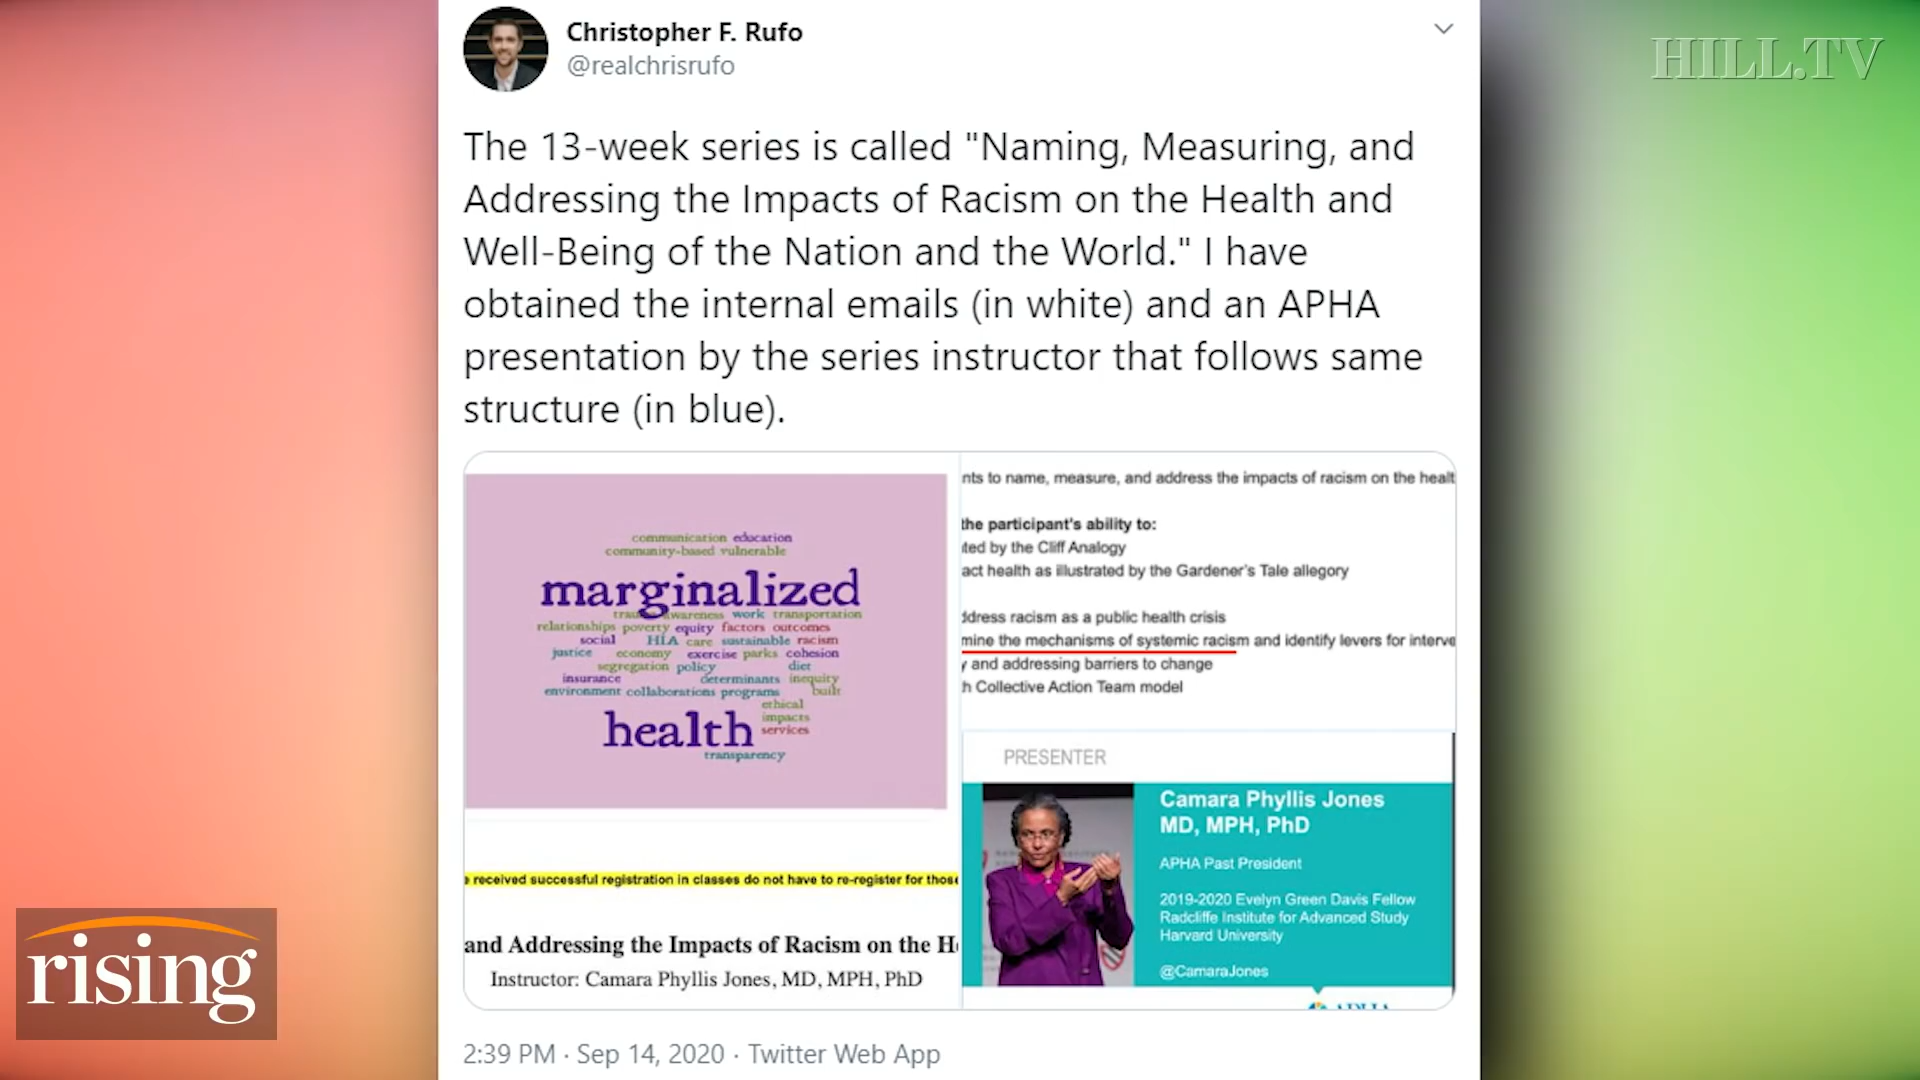 Christopher F. Rufo
@realchrisrufo
HILL.TV
The 13-week series is called "Naming, Measuring, and
Addressing the Impacts of Racism on the Health and
Well-Being of the Nation and the World." I have
obtained the internal emails (in white) and an APHA
presentation by the series instructor that follows same
structure (in blue).
communication education
community-based vulnerable
marginalized
awareness work transportation
relationships poverty equity factors outcomes
social HIA care sustainable racism
justice economy exercise parks cohesion
segregation policy diet
insurance determinants inequity
environment collaborations programs built
ethical
health impacts
services
transparency
received successful registration in classes do not have to re-register for those
and Addressing the Impacts of Racism on the H
Instructor: Camara Phyllis Jones, MD, MPH, PhD
nts to name, measure, and address the impacts of racism on the healt
the participant's ability to:
ted by the Cliff Analogy
act health as illustrated by the Gardener's Tale allegory
ddress racism as a public health crisis
mine the mechanisms of systemic racism and identify levers for interve
y and addressing barriers to change
h Collective Action Team model
PRESENTER
Camara Phyllis Jones
MD, MPH, PhD
APHA Past President
2019-2020 Evelyn Green Davis Fellow
Radcliffe Institute for Advanced Study
Harvard University
@CamaraJones
rising
2:39 PM · Sep 14, 2020 · Twitter Web App